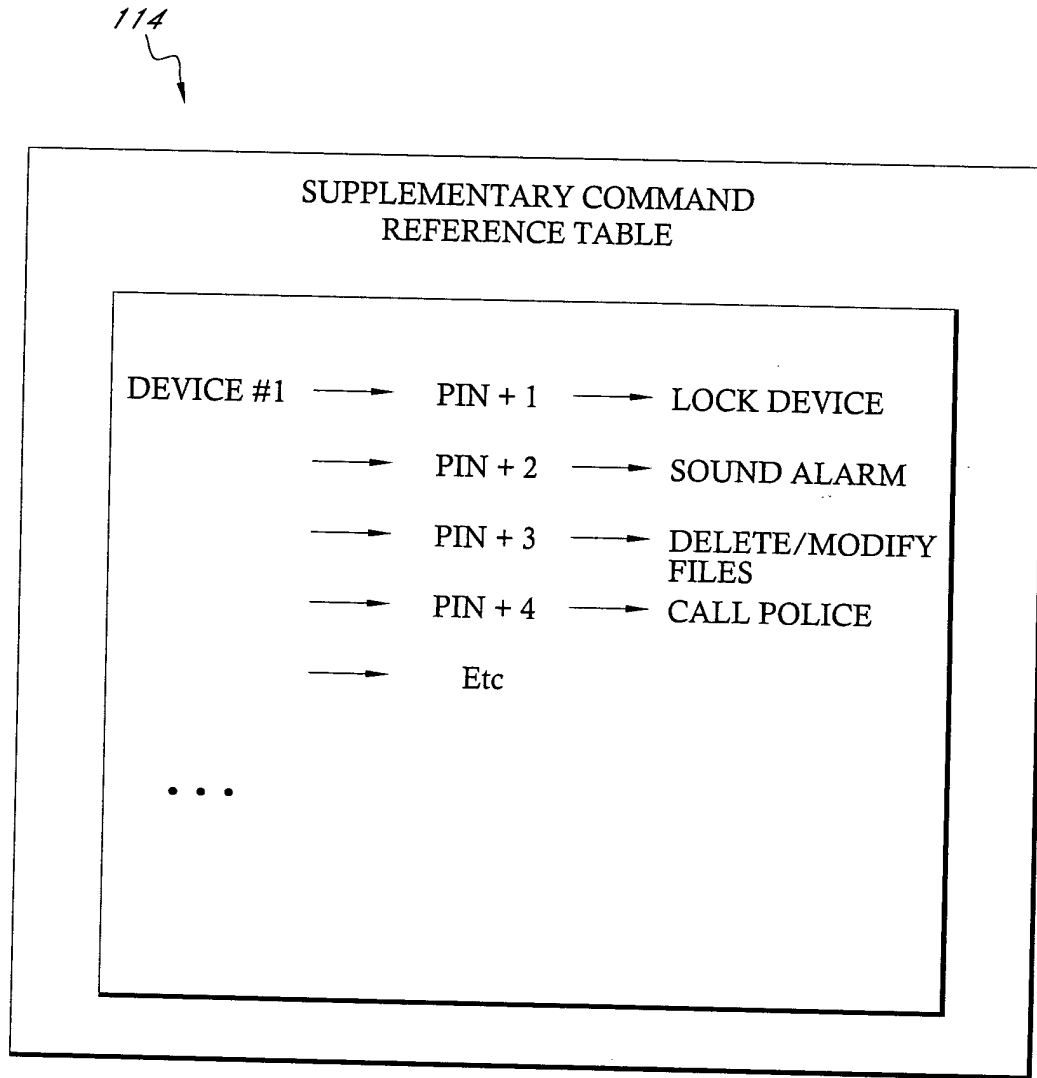 114
SUPPLEMENTARY COMMAND
REFERENCE TABLE
DEVICE #1 → PIN + 1 → LOCK DEVICE
→ PIN + 2 → SOUND ALARM
→ PIN + 3 → DELETE/MODIFY
FILES
→ PIN + 4 → CALL POLICE
→ Etc
• • •